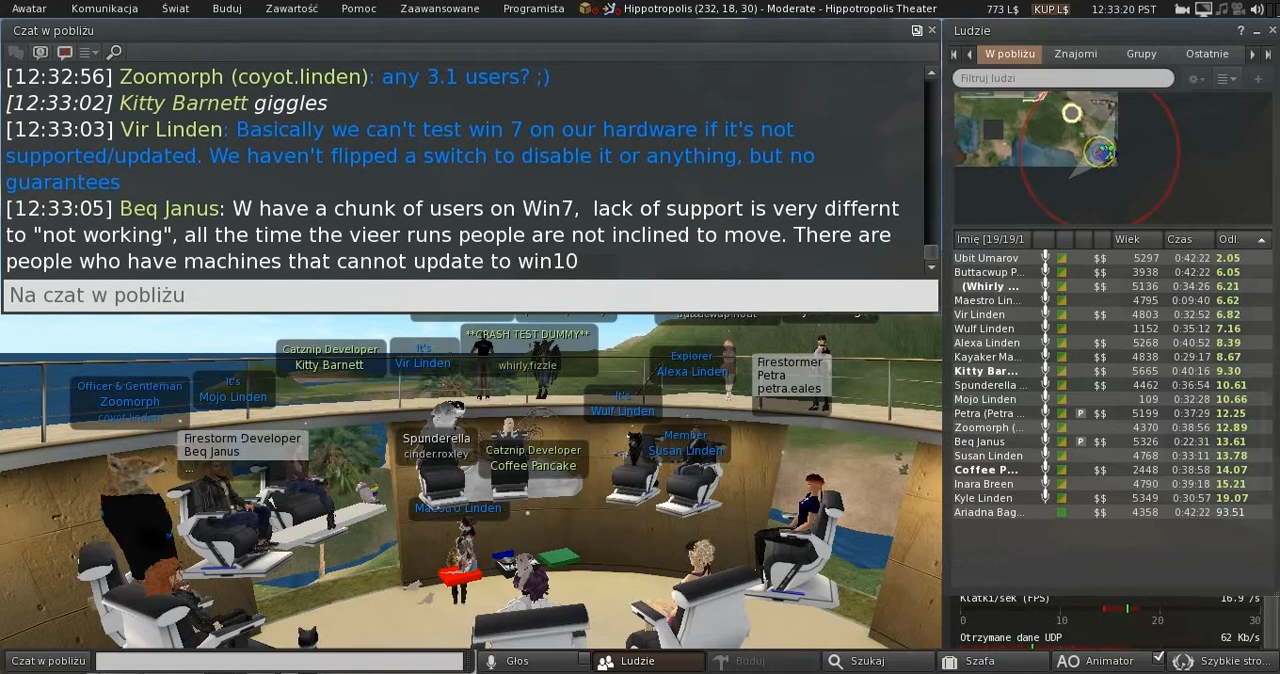 Awatar Komunikacja Świat Buduj Zawartość Pomoc Zaawansowane Programista Hippotropolis (232, 18, 30) - Moderate - Hippotropolis Theater 773 L$ KUP L$ 12:33:20 PST
Czat w pobliżu
[12:32:56] Zoomorph (coyot.linden): any 3.1 users? ;)
[12:33:02] Kitty Barnett giggles
[12:33:03] Vir Linden: Basically we can't test win 7 on our hardware if it's not
supported/updated. We haven't flipped a switch to disable it or anything, but no
guarantees
[12:33:05] Beq Janus: W have a chunk of users on Win7, lack of support is very differnt
to "not working", all the time the vieer runs people are not inclined to move. There are
people who have machines that cannot update to win10
Na czat w pobliżu
**CRASH TEST DUMMY**
whirly.fizzle
Catznip Developer
Kitty Barnett
It's
Vir Linden
Explorer
Alexa Linden
Firestormer
Petra
petra.eales
Officer & Gentleman
Zoomorph
coyot.linden
It's
Mojo Linden
It's
Wulf Linden
Firestorm Developer
Beq Janus
...
Spunderella
cinder.roxley
Catznip Developer
Coffee Pancake
Member
Susan Linden
Maestro Linden
Ludzie
? _ ×
W pobliżu Znajomi Grupy Ostatnie
Filtruj ludzi
Imię [19/19/1 Wiek Czas Odl.
Ubit Umarov $$ 5297 0:42:22 2.05
Buttacwup P... $$ 3938 0:42:22 6.05
(Whirly ... $$ 5136 0:34:26 6.21
Maestro Lin... 4795 0:09:40 6.62
Vir Linden $$ 4803 0:32:52 6.82
Wulf Linden 1152 0:35:12 7.16
Alexa Linden $$ 5268 0:40:52 8.39
Kayaker Ma... $$ 4838 0:29:17 8.67
Kitty Bar... $$ 5665 0:40:16 9.30
Spunderella ... $$ 4462 0:36:54 10.61
Mojo Linden 109 0:32:28 10.66
Petra (Petra ... P $$ 5199 0:37:29 12.25
Zoomorph (... $$ 4370 0:38:56 12.89
Beq Janus P $$ 5326 0:22:31 13.61
Susan Linden 4768 0:33:11 13.78
Coffee P... $$ 2448 0:38:58 14.07
Inara Breen 4790 0:39:18 15.21
Kyle Linden $$ 5349 0:30:57 19.07
Ariadna Bag... $$ 4358 0:42:22 93.51
Klatki/sek (FPS) 16.9 /s
0 10 20 30
Otrzymane dane UDP 62 Kb/s
Czat w pobliżu Głos Ludzie Buduj Szukaj Szafa AO Animator Szybkie stro...